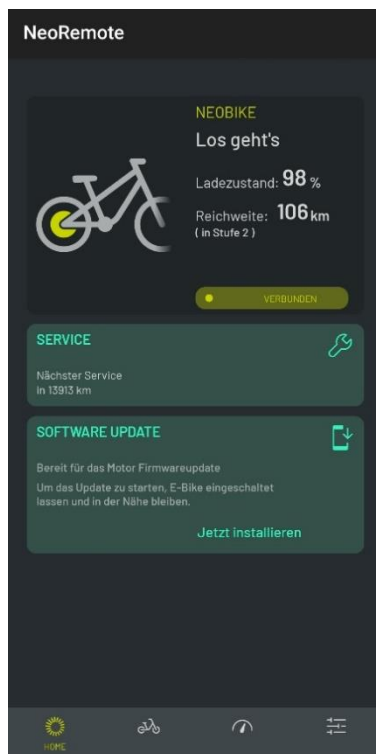 NeoRemote
NEOBIKE
Los geht's
Ladezustand: 98 %
Reichweite: 106 km
( in Stufe 2 )
VERBUNDEN
SERVICE
Nächster Service
in 13913 km
SOFTWARE UPDATE
Bereit für das Motor Firmwareupdate
Um das Update zu starten, E-Bike eingeschaltet
lassen und in der Nähe bleiben.
Jetzt installieren
HOME